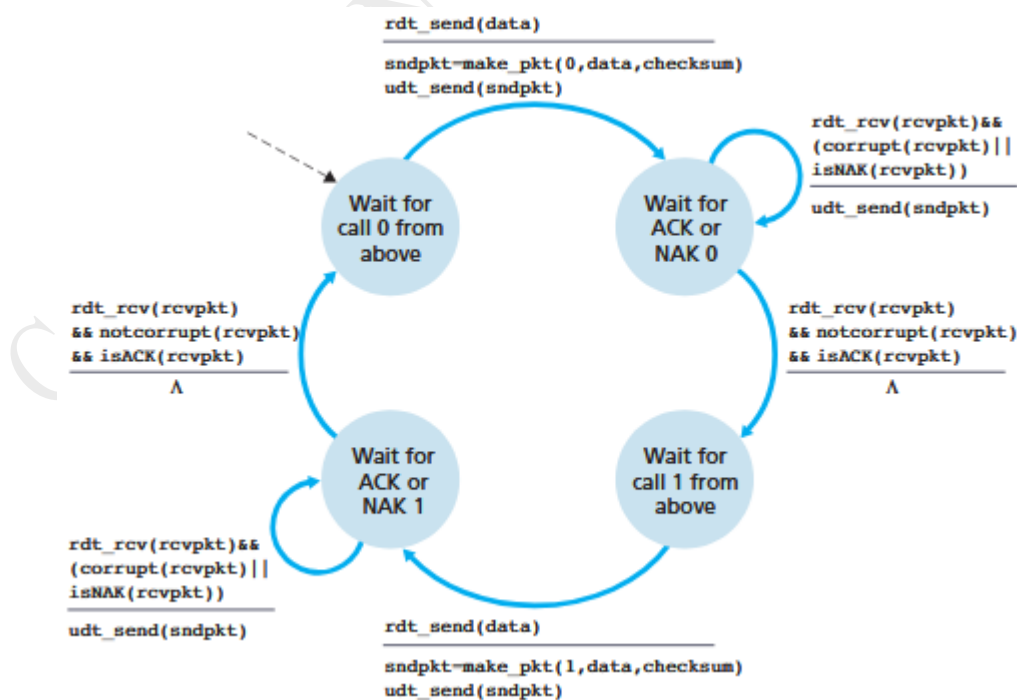 rdt_send(data)
sndpkt=make_pkt(0,data,checksum)
udt_send(sndpkt)
rdt_rcv(rcvpkt)&&
(corrupt(rcvpkt)||
isNAK(rcvpkt))
udt_send(sndpkt)
Wait for
call 0 from
above
Wait for
ACK or
NAK 0
rdt_rcv(rcvpkt)
&& notcorrupt(rcvpkt)
&& isACK(rcvpkt)
Λ
rdt_rcv(rcvpkt)
&& notcorrupt(rcvpkt)
&& isACK(rcvpkt)
Λ
Wait for
ACK or
NAK 1
Wait for
call 1 from
above
rdt_rcv(rcvpkt)&&
(corrupt(rcvpkt)||
isNAK(rcvpkt))
udt_send(sndpkt)
rdt_send(data)
sndpkt=make_pkt(1,data,checksum)
udt_send(sndpkt)